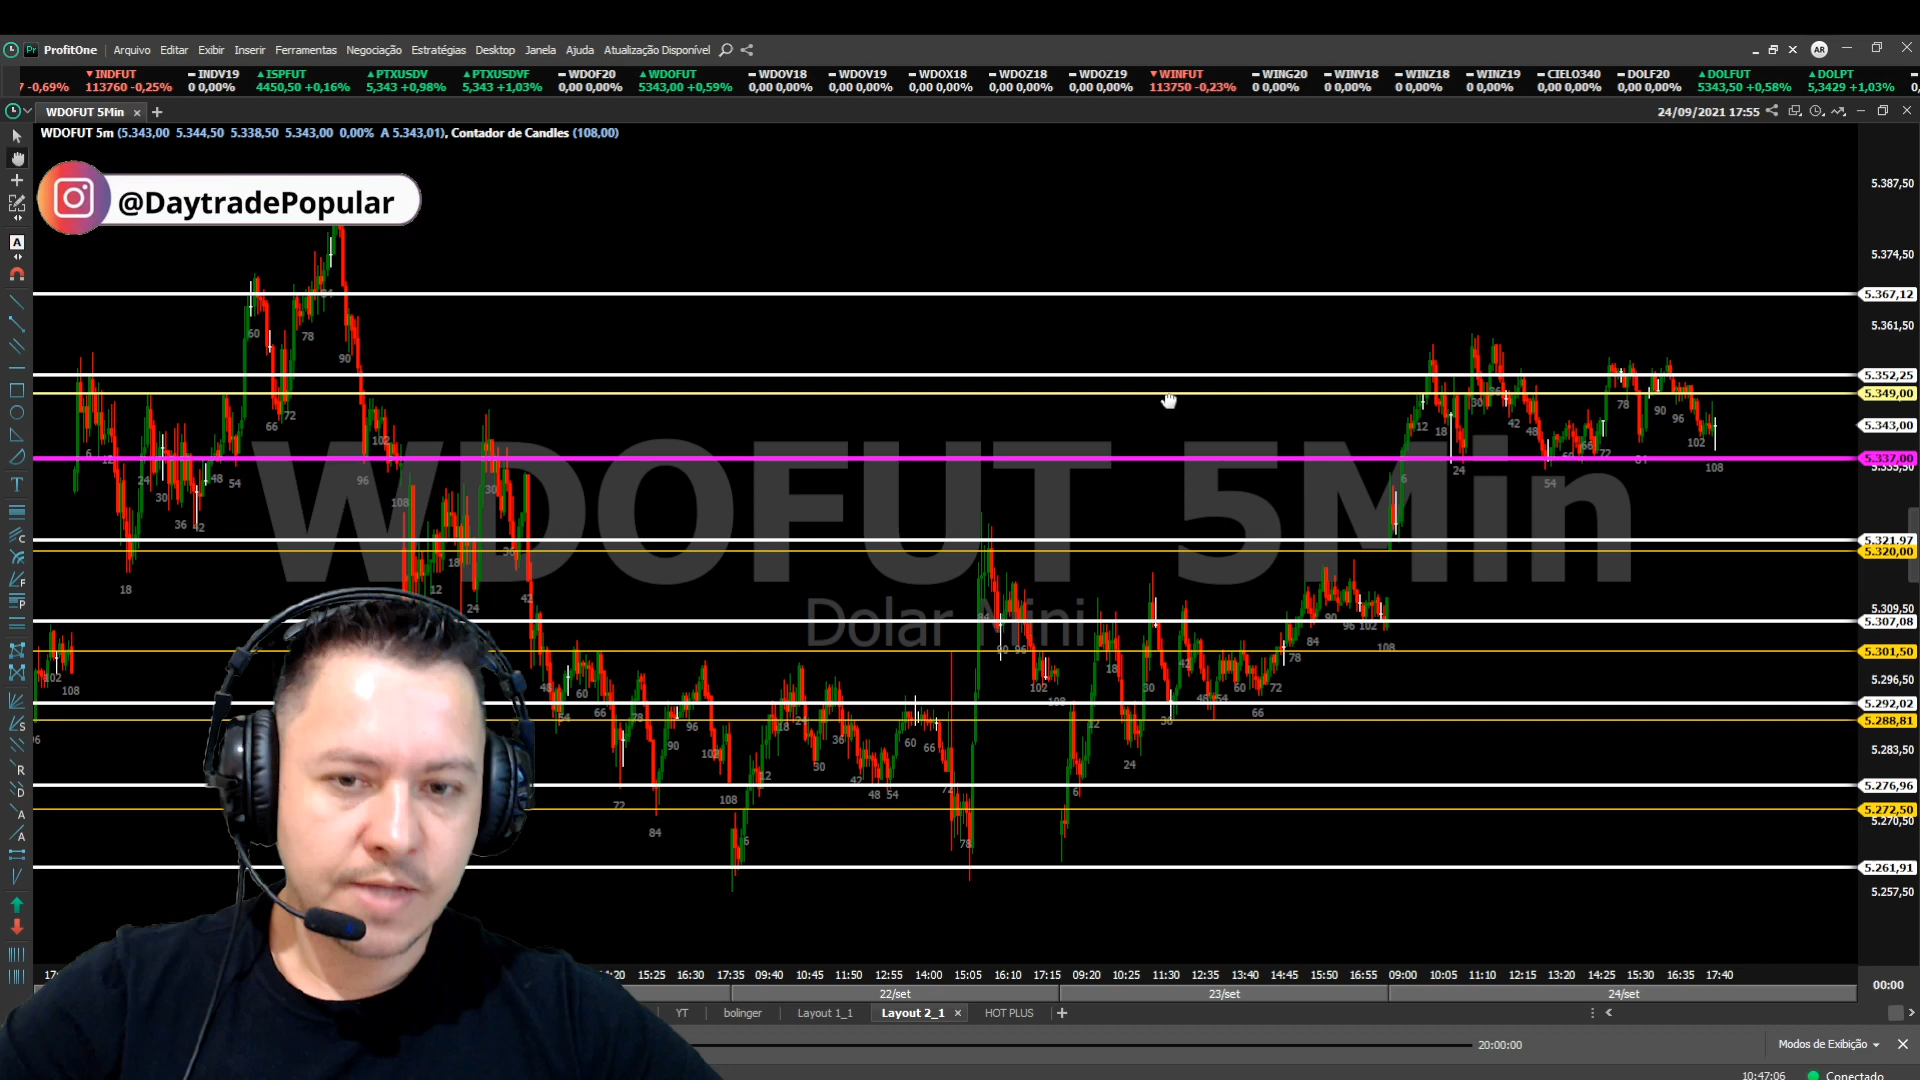 ProfitOne Arquivo Editar Exibir Inserir Ferramentas Negociação Estratégias Desktop Janela Ajuda Atualização Disponível AR
INDFUT INDV19 ISPFUT PTXUSDV PTXUSDVF WDOF20 WDOFUT WDOV18 WDOV19 WDOX18 WDOZ18 WDOZ19 WINFUT WING20 WINV18 WINZ18 WINZ19 CIELO340 DOLF20 DOLFUT DOLPT
-0,69% 113760 -0,25% 0 0,00% 4450,50 +0,16% 5,343 +0,98% 5,343 +1,03% 0,00 0,00% 5343,00 +0,59% 0,00 0,00% 0,00 0,00% 0,00 0,00% 0,00 0,00% 0,00 0,00% 113750 -0,23% 0 0,00% 0 0,00% 0 0,00% 0 0,00% 0,00 0,00% 0,00 0,00% 5343,50 +0,58% 5,3429 +1,03%
WDOFUT 5Min
24/09/2021 17:55
WDOFUT 5m (5.343,00 5.344,50 5.338,50 5.343,00 0,00% A 5.343,01), Contador de Candles (108,00)
@DaytradePopular
WDOFUT 5Min
Dolar Mini
5.387,50
5.374,50
5.367,12
5.361,50
5.352,25
5.349,00
5.343,00
5.337,00
5.321,97
5.320,00
5.309,50
5.307,08
5.301,50
5.296,50
5.292,02
5.288,81
5.283,50
5.276,96
5.272,50
5.270,50
5.261,91
5.257,50
15:25 16:30 17:35 09:40 10:45 11:50 12:55 14:00 15:05 16:10 17:15 09:20 10:25 11:30 12:35 13:40 14:45 15:50 16:55 09:00 10:05 11:10 12:15 13:20 14:25 15:30 16:35 17:40
00:00
22/set 23/set 24/set
YT bolinger Layout 1_1 Layout 2_1 HOT PLUS
20:00:00
Modos de Exibição
10:47:06 Conectado